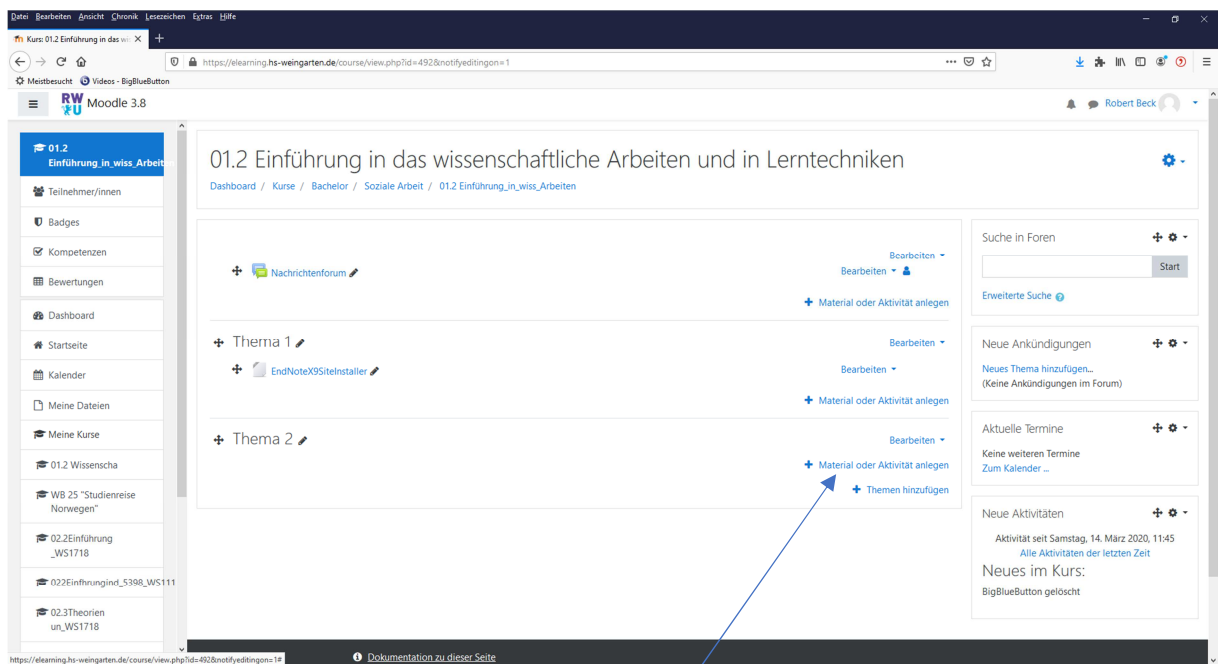 Datei Bearbeiten Ansicht Chronik Lesezeichen Extras Hilfe
Kurs: 01.2 Einführung in das wis
https://elearning.hs-weingarten.de/course/view.php?id=492&notifyeditingon=1
Meistbesucht Videos - BigBlueButton
RWU Moodle 3.8
Robert Beck
01.2
Einführung_in_wiss_Arbeiten
Teilnehmer/innen
Badges
Kompetenzen
Bewertungen
Dashboard
Startseite
Kalender
Meine Dateien
Meine Kurse
01.2 Wissenscha
WB 25 "Studienreise
Norwegen"
02.2Einführung
_WS1718
022Einfhrungind_5398_WS111
02.3Theorien
un_WS1718
01.2 Einführung in das wissenschaftliche Arbeiten und in Lerntechniken
Dashboard / Kurse / Bachelor / Soziale Arbeit / 01.2 Einführung_in_wiss_Arbeiten
Bearbeiten
Nachrichtenforum Bearbeiten
+ Material oder Aktivität anlegen
Thema 1 Bearbeiten
EndNoteX9SiteInstaller Bearbeiten
+ Material oder Aktivität anlegen
Thema 2 Bearbeiten
+ Material oder Aktivität anlegen
+ Themen hinzufügen
Suche in Foren
Start
Erweiterte Suche
Neue Ankündigungen
Neues Thema hinzufügen...
(Keine Ankündigungen im Forum)
Aktuelle Termine
Keine weiteren Termine
Zum Kalender ...
Neue Aktivitäten
Aktivität seit Samstag, 14. März 2020, 11:45
Alle Aktivitäten der letzten Zeit
Neues im Kurs:
BigBlueButton gelöscht
https://elearning.hs-weingarten.de/course/view.php?id=492&notifyeditingon=1#
Dokumentation zu dieser Seite